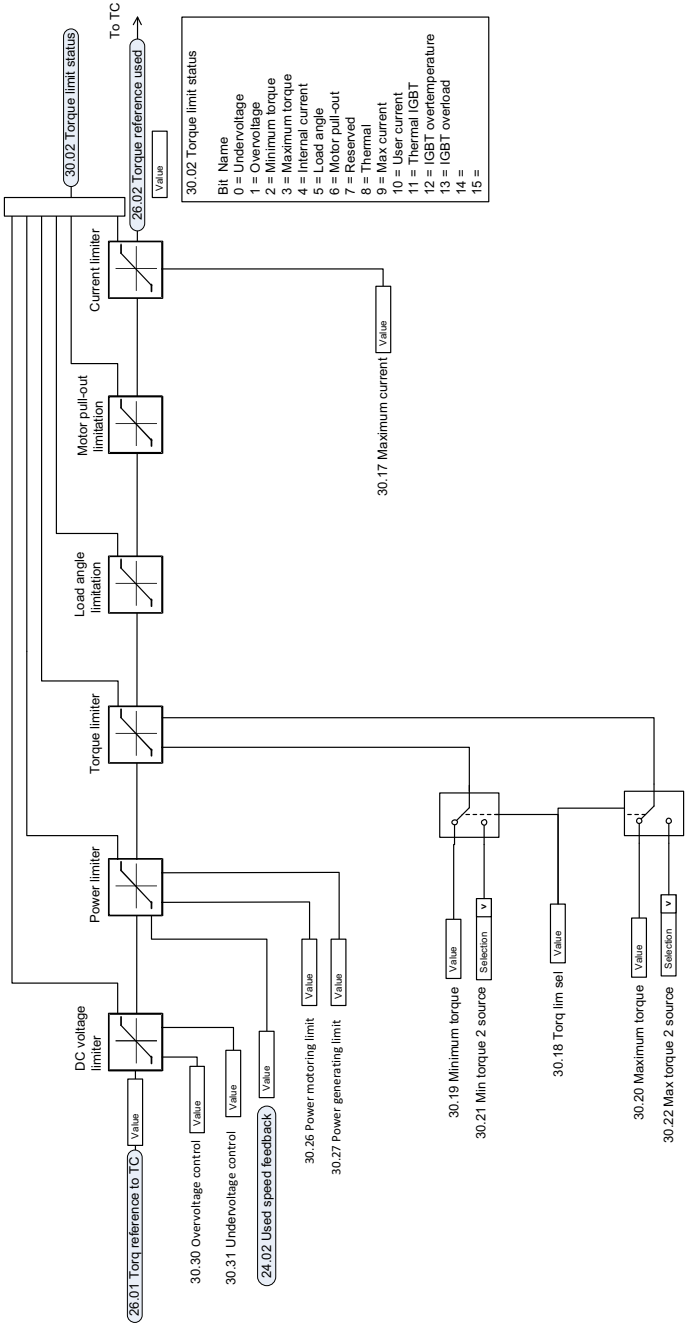 26.01 Torq reference to TC
Value
DC voltage
limiter
30.30 Overvoltage control
Value
30.31 Undervoltage control
Value
24.02 Used speed feedback
Value
Power limiter
30.26 Power motoring limit
Value
30.27 Power generating limit
Value
Torque limiter
30.19 Minimum torque
Value
30.21 Min torque 2 source
Selection
v
30.18 Torq lim sel
Value
30.20 Maximum torque
Value
30.22 Max torque 2 source
Selection
v
Load angle
limitation
Motor pull-out
limitation
Current limiter
30.17 Maximum current
Value
30.02 Torque limit status
26.02 Torque reference used
Value
To TC
30.02 Torque limit status
Bit Name
0 = Undervoltage
1 = Overvoltage
2 = Minimum torque
3 = Maximum torque
4 = Internal current
5 = Load angle
6 = Motor pull-out
7 = Reserved
8 = Thermal
9 = Max current
10 = User current
11 = Thermal IGBT
12 = IGBT overtemperature
13 = IGBT overload
14 =
15 =